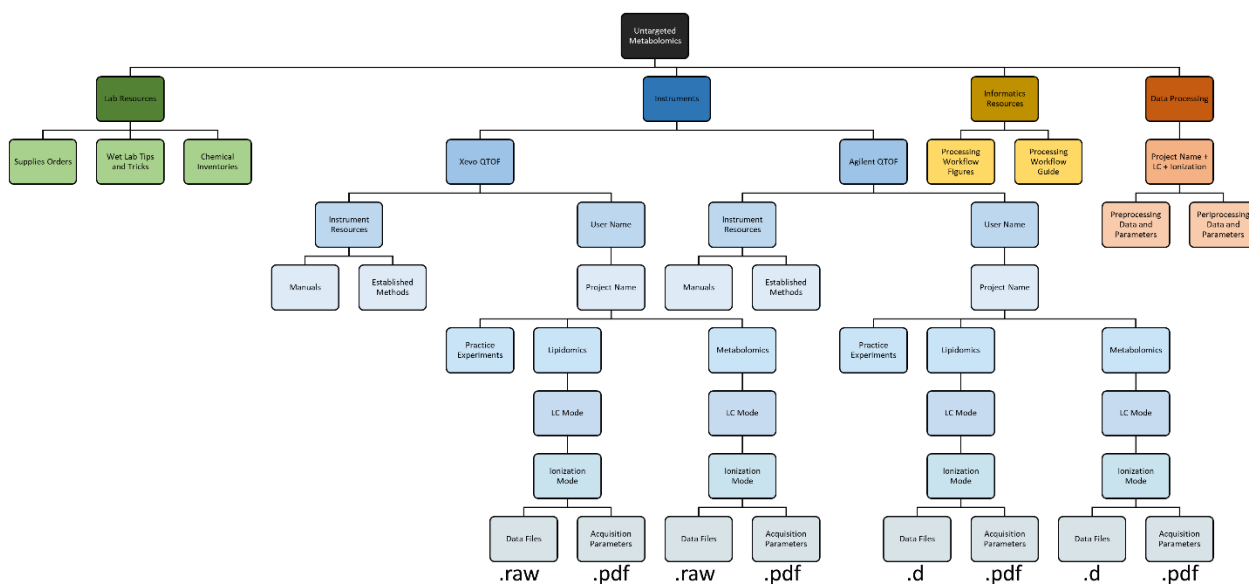 Untargeted
Metabolomics
Lab Resources
Instruments
Informatics
Resources
Data Processing
Supplies Orders
Wet Lab Tips
and Tricks
Chemical
Inventories
Xevo QTOF
Agilent QTOF
Processing
Workflow
Figures
Processing
Workflow
Guide
Project Name +
LC + Ionization
Instrument
Resources
User Name
Instrument
Resources
User Name
Preprocessing
Data and
Parameters
Periprocessing
Data and
Parameters
Manuals
Established
Methods
Project Name
Manuals
Established
Methods
Project Name
Practice
Experiments
Lipidomics
Metabolomics
Practice
Experiments
Lipidomics
Metabolomics
LC Mode
LC Mode
LC Mode
LC Mode
Ionization
Mode
Ionization
Mode
Ionization
Mode
Ionization
Mode
Data Files
Acquisition
Parameters
Data Files
Acquisition
Parameters
Data Files
Acquisition
Parameters
Data Files
Acquisition
Parameters
.raw
.pdf
.raw
.pdf
.d
.pdf
.d
.pdf